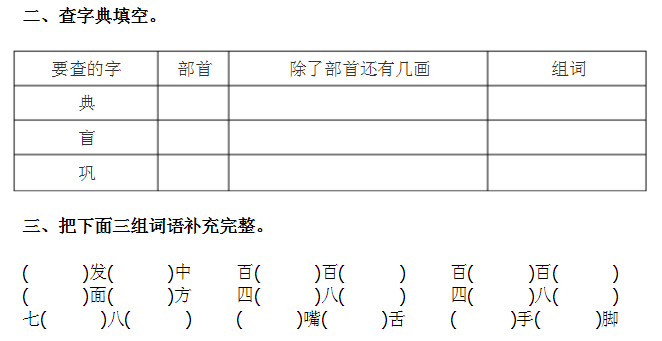 二、查字典填空。
要查的字 部首 除了部首还有几画 组词
典
盲
巩
三、把下面三组词语补充完整。
( )发( )中 百( )百( ) 百( )百( )
( )面( )方 四( )八( ) 四( )八( )
七( )八( ) ( )嘴( )舌 ( )手( )脚